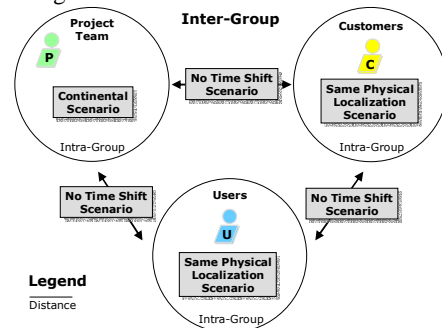 Project
Team
P
Continental
Scenario
Intra-Group
Inter-Group
No Time Shift
Scenario
Customers
C
Same Physical
Localization
Scenario
Intra-Group
No Time Shift
Scenario
Users
U
Same Physical
Localization
Scenario
Intra-Group
No Time Shift
Scenario
Legend
Distance